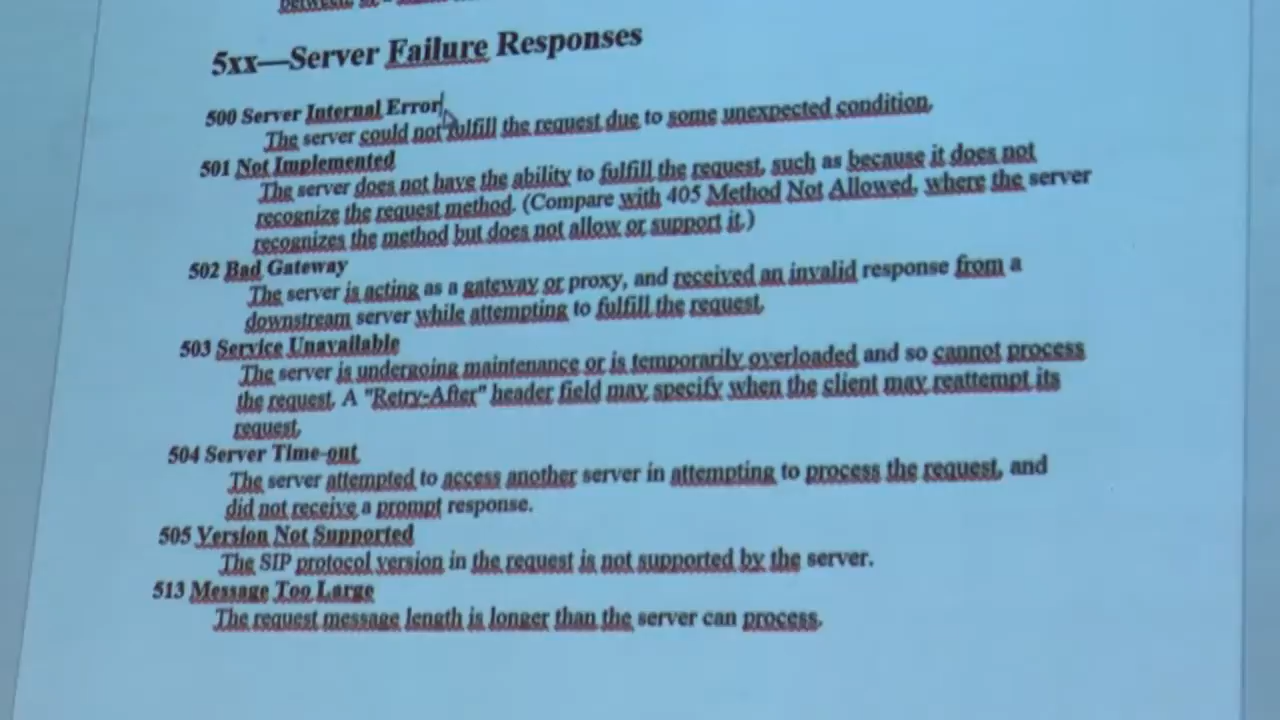 5xx—Server Failure Responses
500 Server Internal Error
The server could not fulfill the request due to some unexpected condition.
501 Not Implemented
The server does not have the ability to fulfill the request, such as because it does not
recognize the request method. (Compare with 405 Method Not Allowed, where the server
recognizes the method but does not allow or support it.)
502 Bad Gateway
The server is acting as a gateway or proxy, and received an invalid response from a
downstream server while attempting to fulfill the request.
503 Service Unavailable
The server is undergoing maintenance or is temporarily overloaded and so cannot process
the request. A "Retry-After" header field may specify when the client may reattempt its
request.
504 Server Time-out
The server attempted to access another server in attempting to process the request, and
did not receive a prompt response.
505 Version Not Supported
The SIP protocol version in the request is not supported by the server.
513 Message Too Large
The request message length is longer than the server can process.